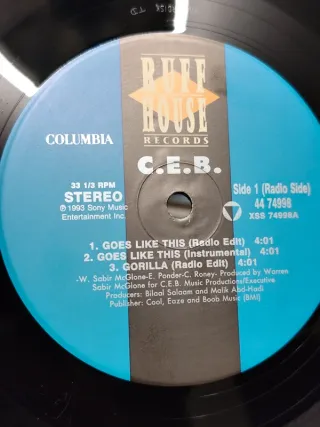 RUFF
HOUSE
RECORDS
COLUMBIA
C.E.B.
33 1/3 RPM
STEREO
℗ 1993 Sony Music
Entertainment Inc.
Side 1 (Radio Side)
44 74998
XSS 74998A
1. GOES LIKE THIS (Radio Edit) 4:01
2. GOES LIKE THIS (Instrumental) 4:01
3. GORILLA (Radio Edit) 4:01
-W. Sabir McGlone-E. Ponder-C. Roney- Produced by Warren
Sabir McGlone for C.E.B. Music Productions/Executive
Producers: Bilaal Salaam and Malik Abd-Hadi
Publisher: Cool, Eaze and Boob Music (BMI)